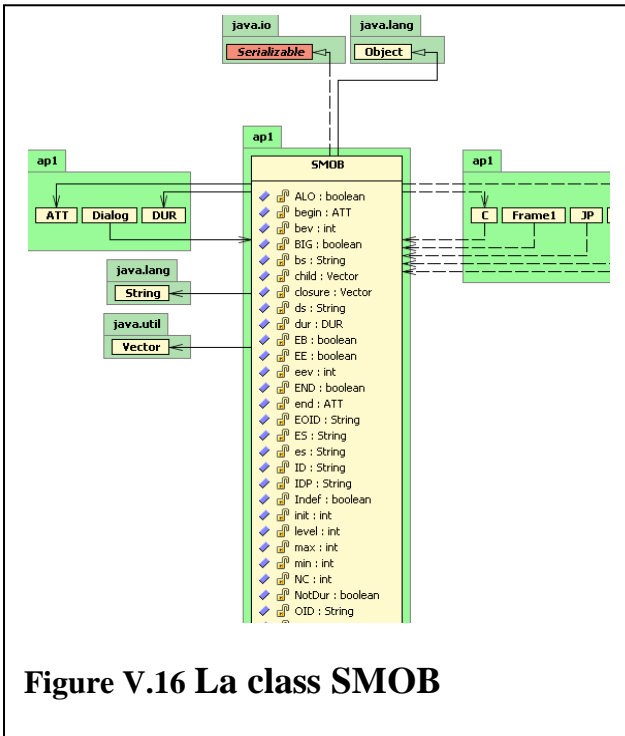 java.io
java.lang
Serializable
Object
ap1
SMOB
ap1
ATT
Dialog
DUR
ap1
C
Frame1
JP
java.lang
String
java.util
Vector
ALO : boolean
begin : ATT
bev : int
BIG : boolean
bs : String
child : Vector
closure : Vector
ds : String
dur : DUR
EB : boolean
EE : boolean
eev : int
END : boolean
end : ATT
EOID : String
ES : String
es : String
ID : String
IDP : String
Indef : boolean
init : int
level : int
max : int
min : int
NC : int
NotDur : boolean
OID : String
Figure V.16 La class SMOB